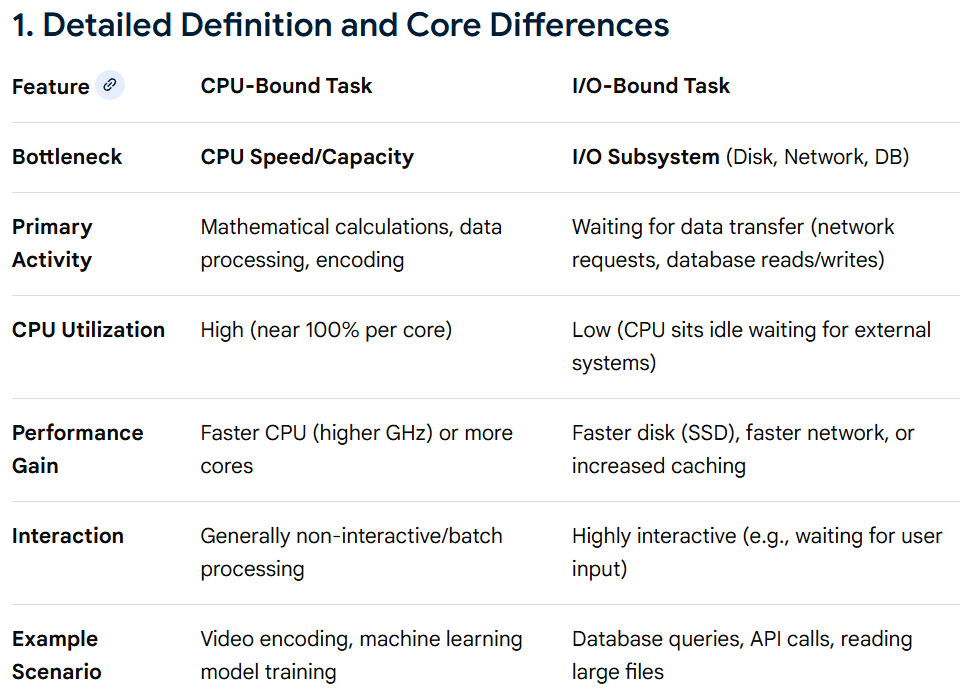 1. Detailed Definition and Core Differences
Feature CPU-Bound Task I/O-Bound Task
Bottleneck CPU Speed/Capacity I/O Subsystem (Disk, Network, DB)
Primary Activity Mathematical calculations, data processing, encoding Waiting for data transfer (network requests, database reads/writes)
CPU Utilization High (near 100% per core) Low (CPU sits idle waiting for external systems)
Performance Gain Faster CPU (higher GHz) or more cores Faster disk (SSD), faster network, or increased caching
Interaction Generally non-interactive/batch processing Highly interactive (e.g., waiting for user input)
Example Scenario Video encoding, machine learning model training Database queries, API calls, reading large files